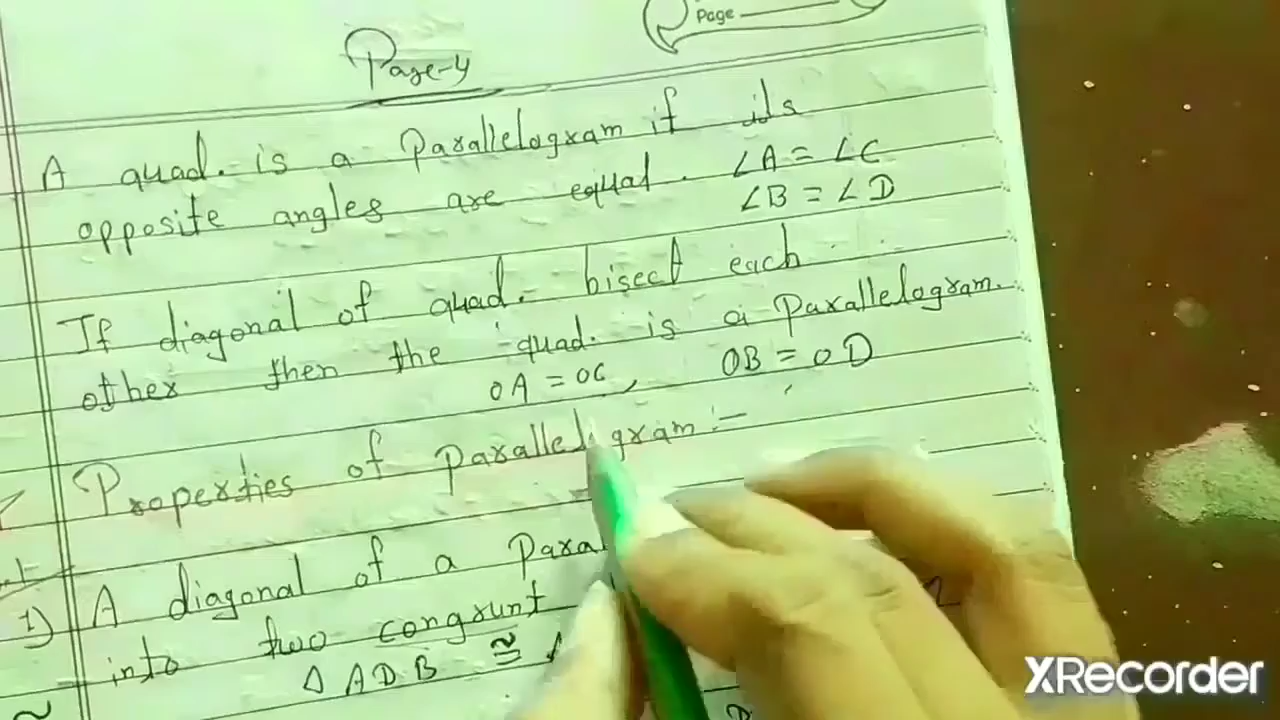 Page
Page-4
A quad. is a parallelogram if its
opposite angles are equal. ∠A = ∠C
∠B = ∠D
If diagonal of quad. bisect each
other then the quad. is a parallelogram.
OA = OC, OB = OD
Properties of parallelogram :-
1) A diagonal of a Paral
into two congrunt
Δ ADB ≅
XRecorder